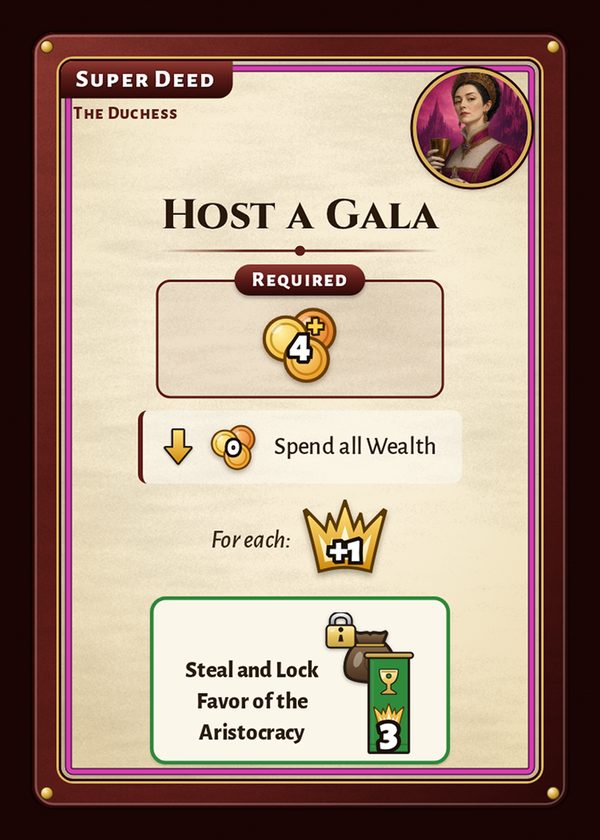 Super Deed
The Duchess
Host a Gala
Required
4+
0 Spend all Wealth
For each: +1
Steal and Lock
Favor of the
Aristocracy
3